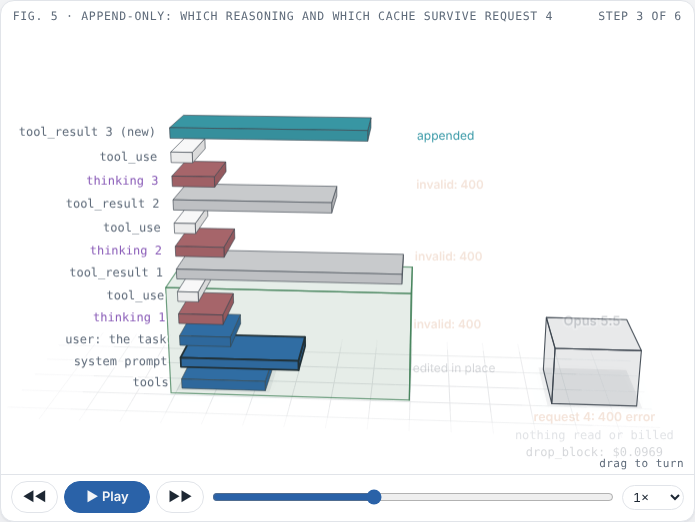 FIG. 5 · APPEND-ONLY: WHICH REASONING AND WHICH CACHE SURVIVE REQUEST 4
STEP 3 OF 6
tool_result 3 (new)
appended
tool_use
thinking 3
invalid: 400
tool_result 2
tool_use
thinking 2
invalid: 400
tool_result 1
tool_use
thinking 1
invalid: 400
Opus 5.5
user: the task
system prompt
edited in place
tools
request 4: 400 error
nothing read or billed
drop_block: $0.0969
drag to turn
Play
1×